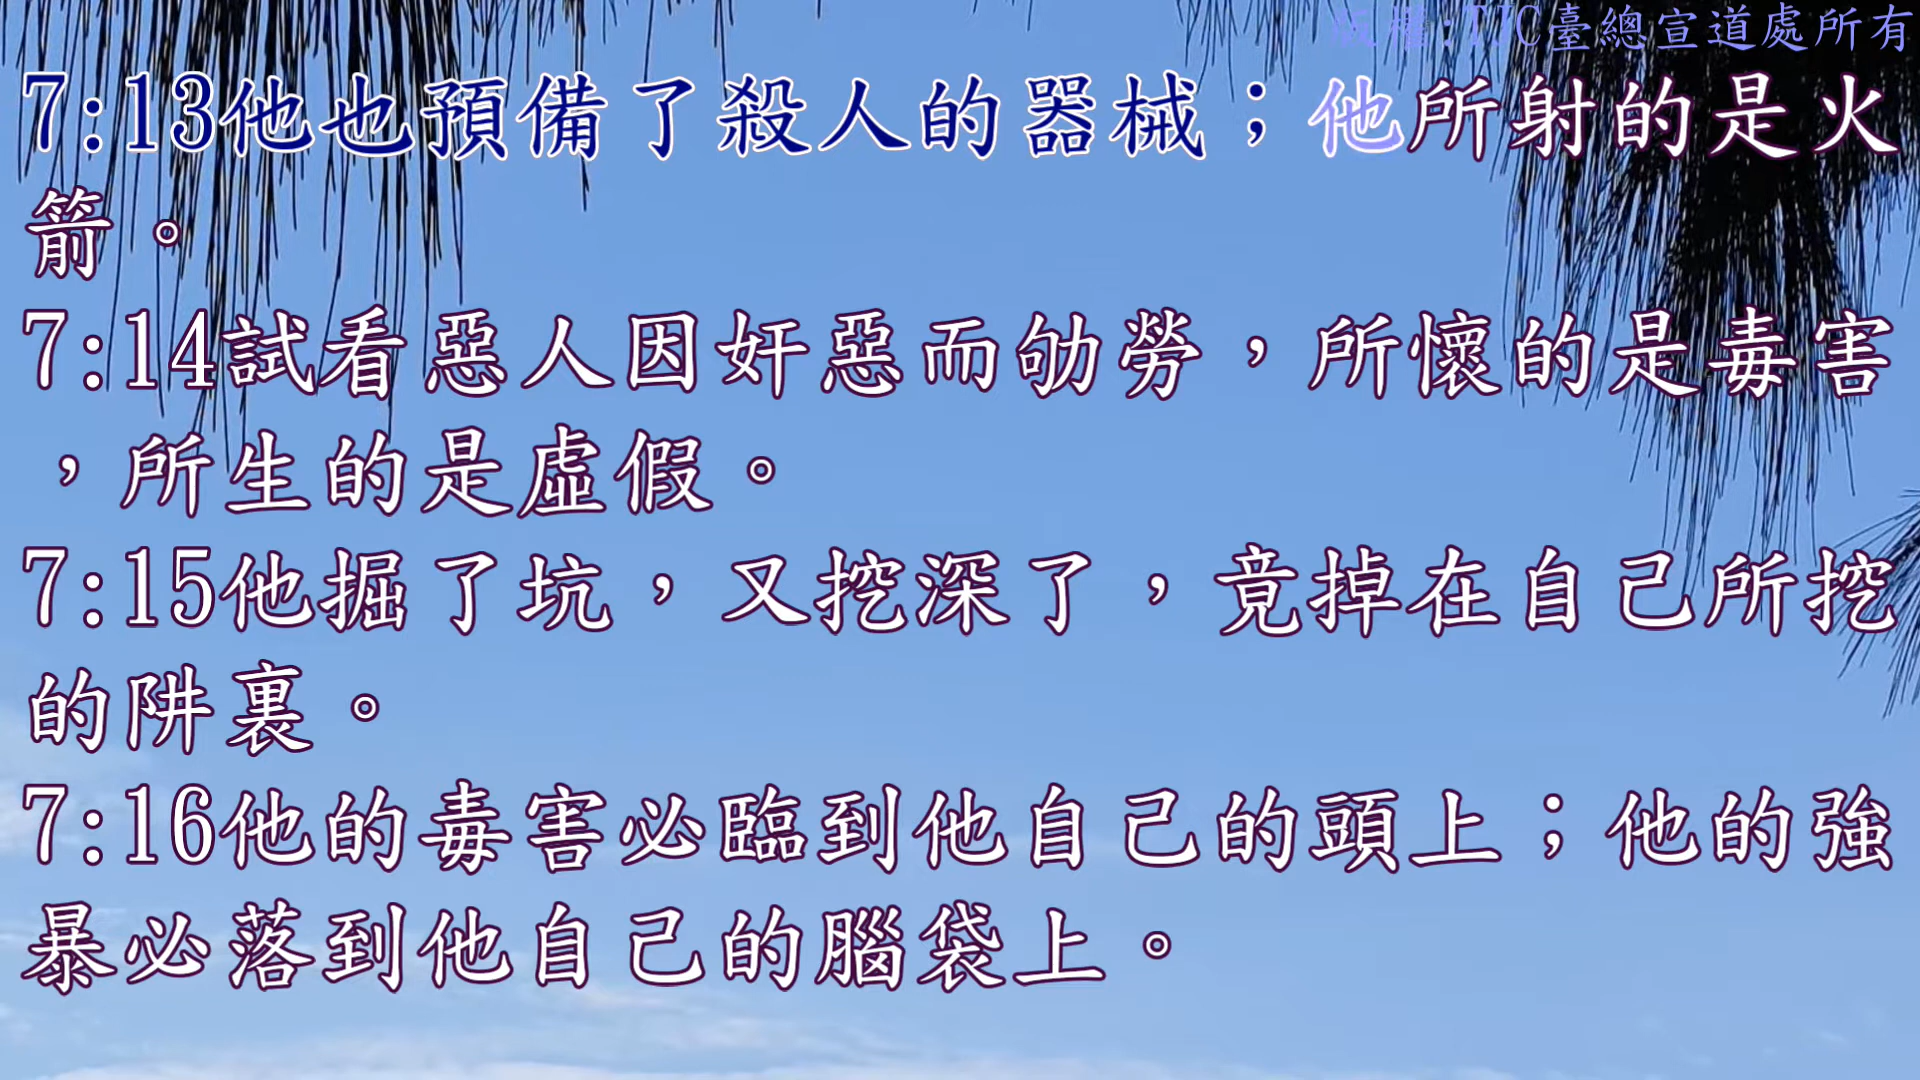 版權:TJC臺總宣道處所有
7:13他也預備了殺人的器械；他所射的是火
箭。
7:14試看惡人因奸惡而劬勞，所懷的是毒害
，所生的是虛假。
7:15他掘了坑，又挖深了，竟掉在自己所挖
的阱裏。
7:16他的毒害必臨到他自己的頭上；他的強
暴必落到他自己的腦袋上。